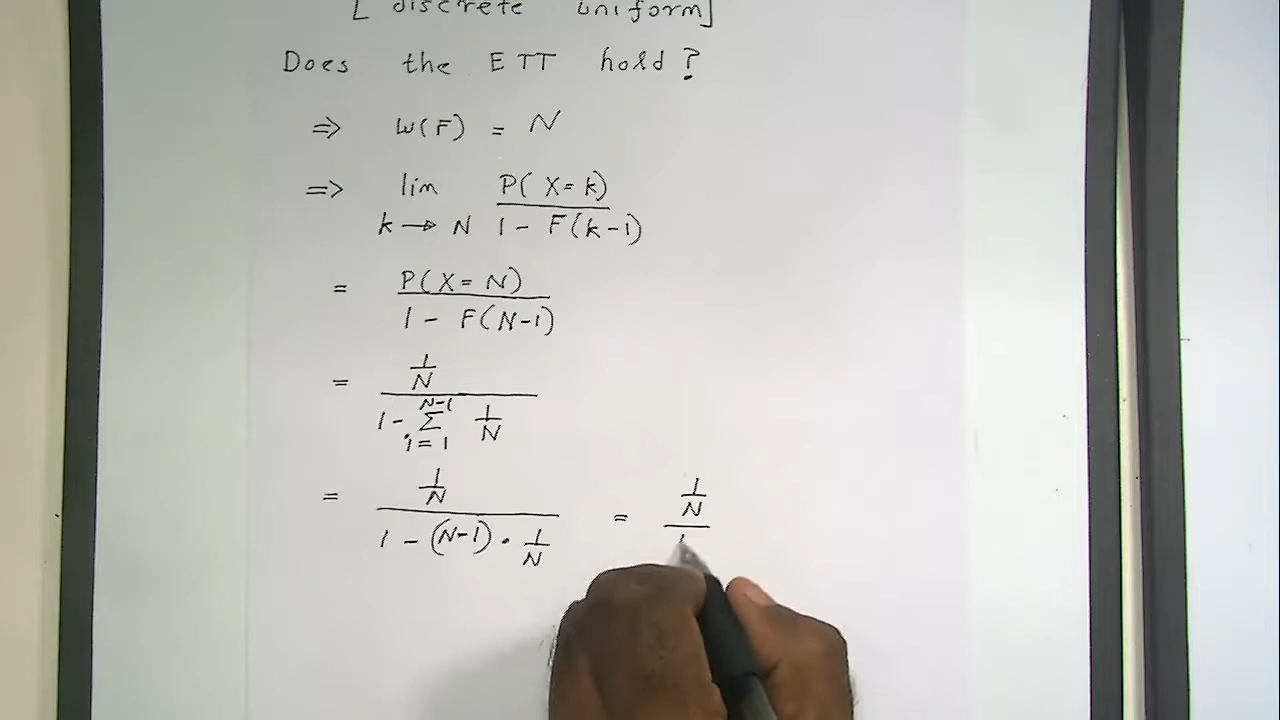 [ discrete uniform]
Does the ETT hold?
⇒ w(F) = N
⇒ lim P( X = k)
k → N 1 - F(k-1)
= P(X = N)
1 - F(N-1)
= 1/N
1 - N-1 Σ i=1 1/N
= 1/N
1 - (N-1) · 1/N = 1/N